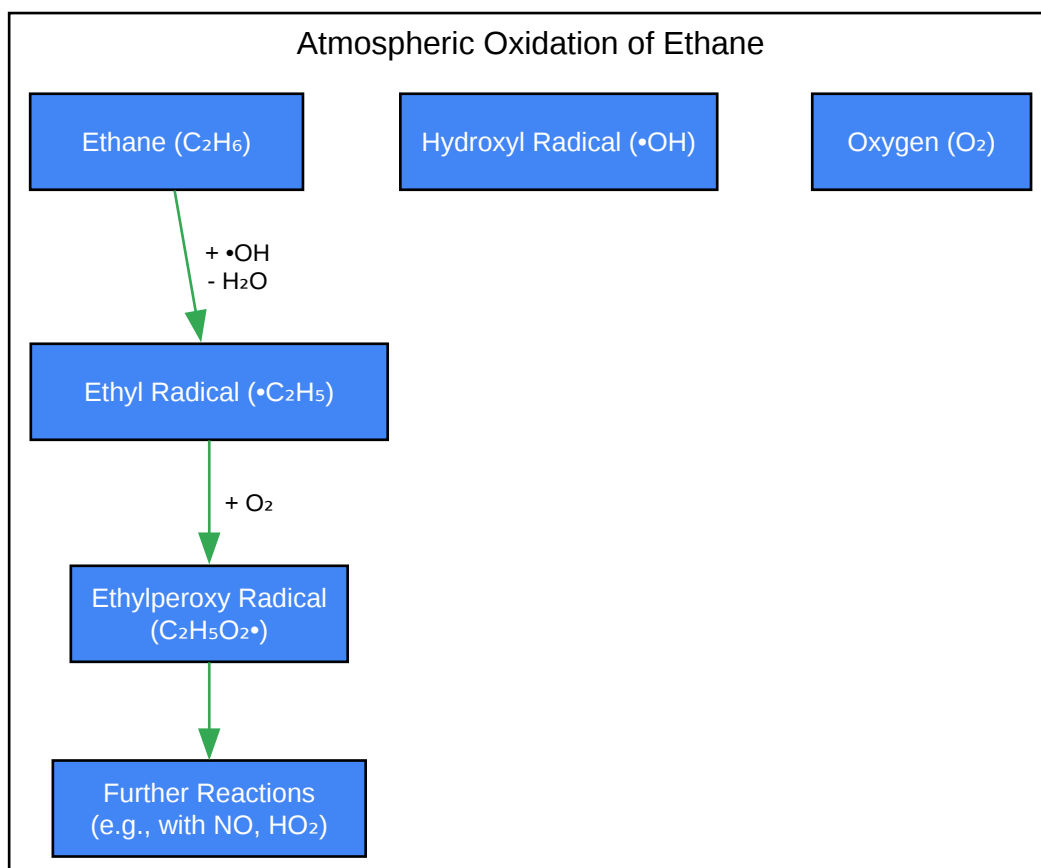 Atmospheric Oxidation of Ethane
Ethane (C₂H₆)
Hydroxyl Radical (•OH)
Oxygen (O₂)
+ •OH
- H₂O
Ethyl Radical (•C₂H₅)
+ O₂
Ethylperoxy Radical
(C₂H₅O₂•)
Further Reactions
(e.g., with NO, HO₂)